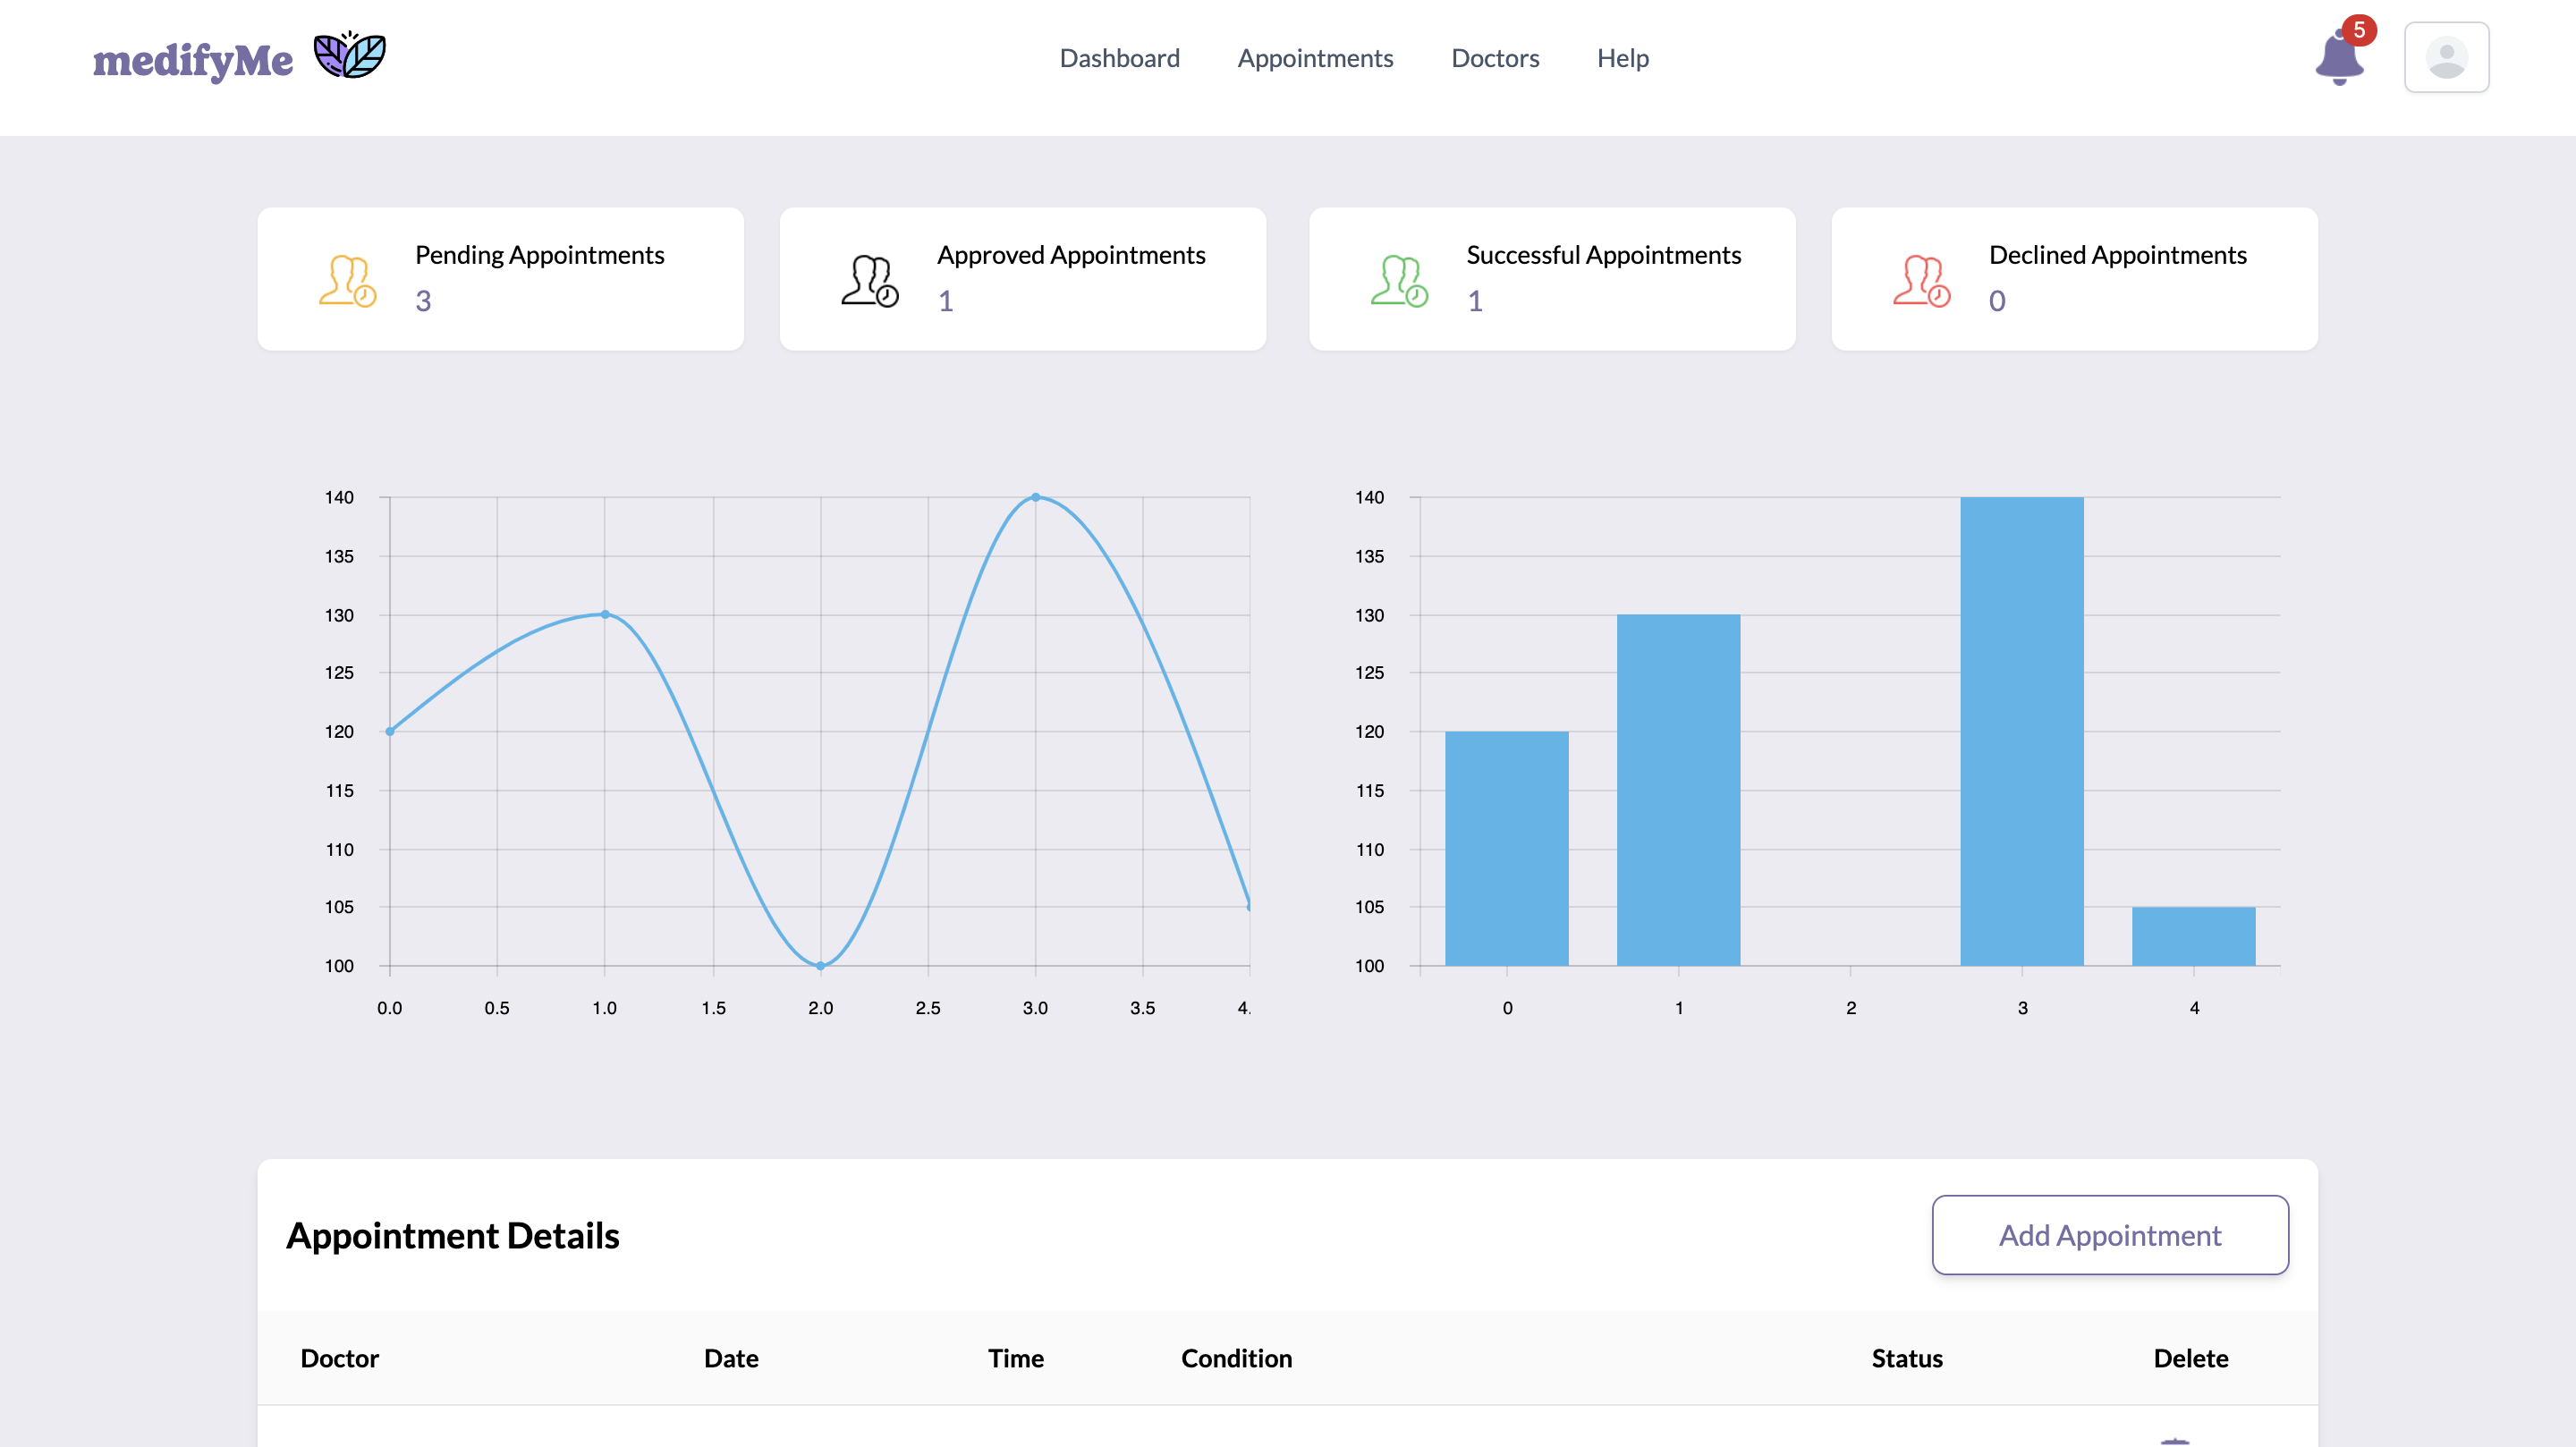 medifyMe
Dashboard Appointments Doctors Help
5
Pending Appointments
3
Approved Appointments
1
Successful Appointments
1
Declined Appointments
0
140
135
130
125
120
115
110
105
100
0.0 0.5 1.0 1.5 2.0 2.5 3.0 3.5 4.
140
135
130
125
120
115
110
105
100
0 1 2 3 4
Appointment Details
Add Appointment
Doctor Date Time Condition Status Delete